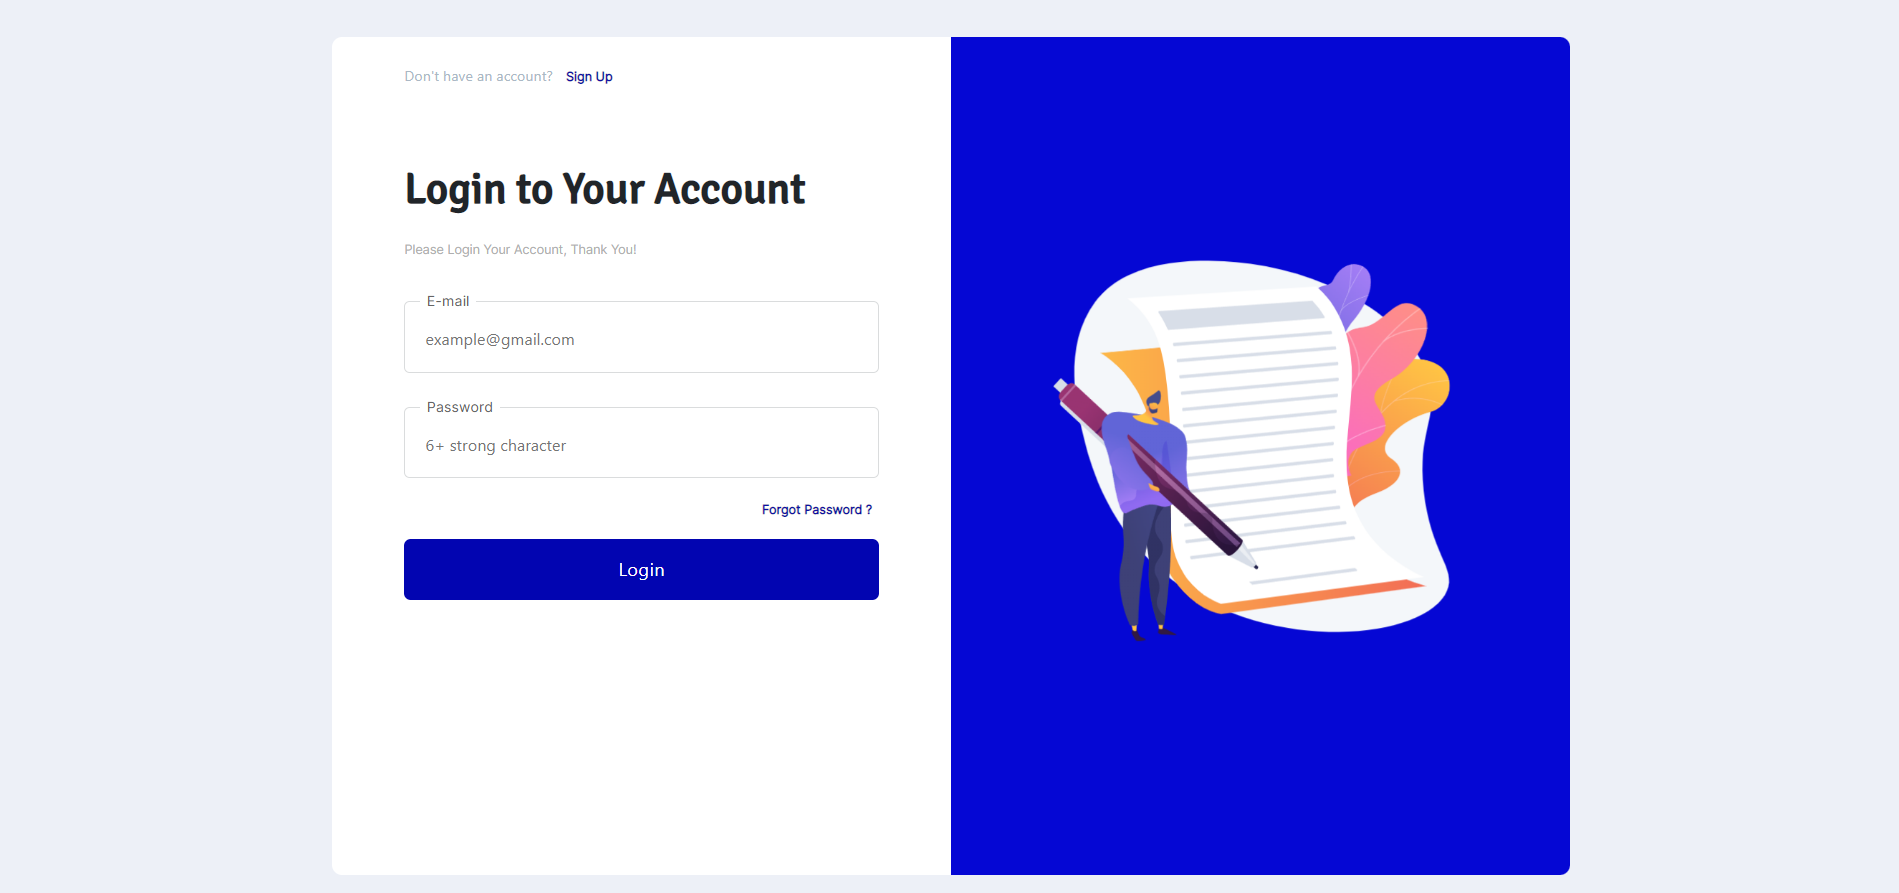 Don't have an account? Sign Up
Login to Your Account
Please Login Your Account, Thank You!
E-mail
example@gmail.com
Password
6+ strong character
Forgot Password ?
Login